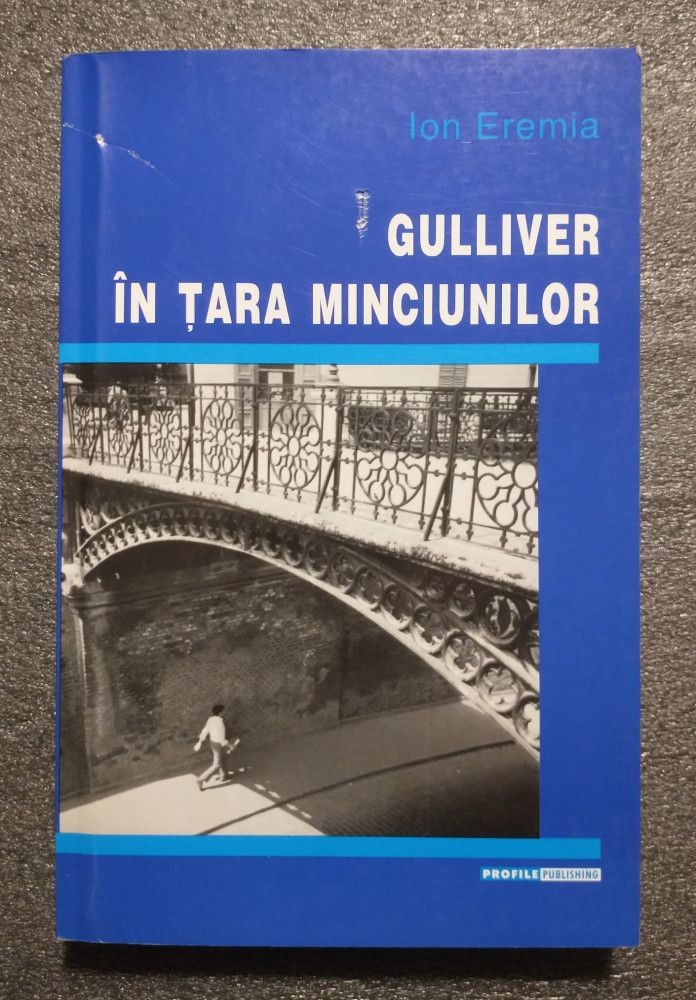 Ion Eremia
GULLIVER
ÎN ȚARA MINCIUNILOR
PROFILE PUBLISHING